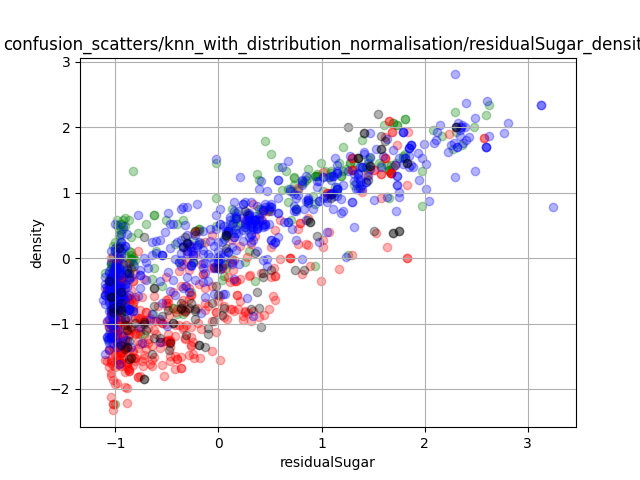 confusion_scatters/knn_with_distribution_normalisation/residualSugar_densit
3
2
1
0
−1
−2
density
−1 0 1 2 3
residualSugar